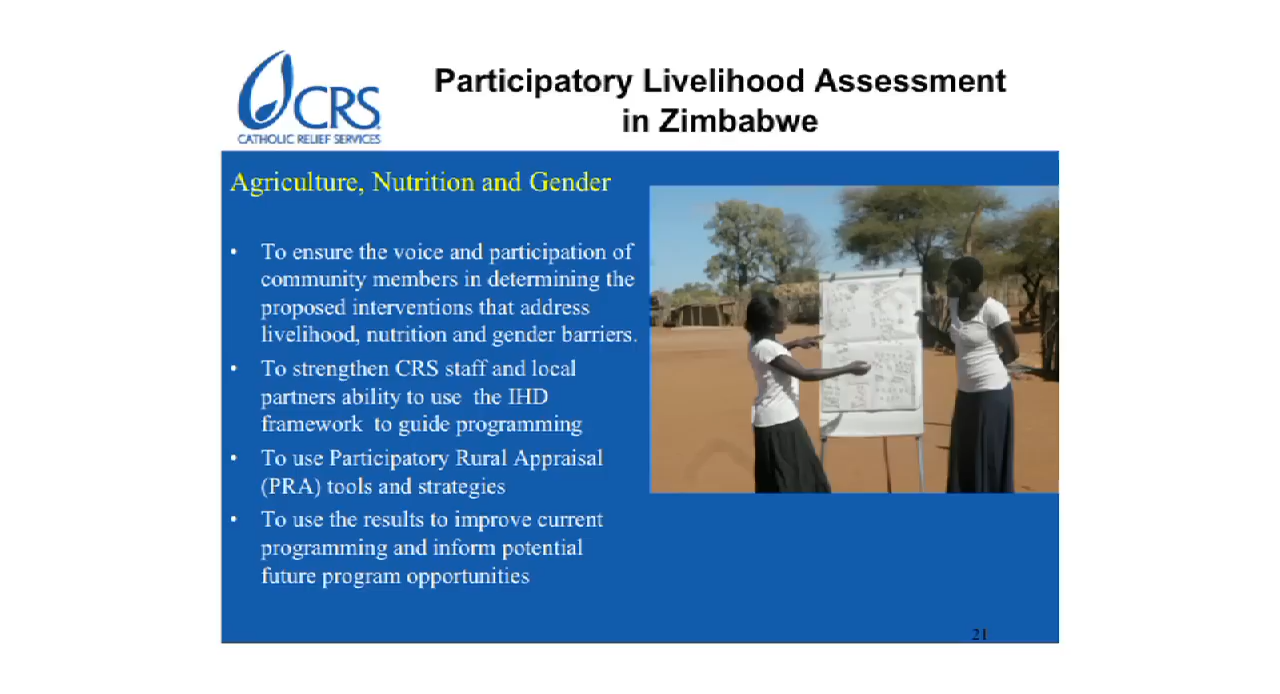 CRS
CATHOLIC RELIEF SERVICES
Participatory Livelihood Assessment
in Zimbabwe
Agriculture, Nutrition and Gender
• To ensure the voice and participation of
community members in determining the
proposed interventions that address
livelihood, nutrition and gender barriers.
• To strengthen CRS staff and local
partners ability to use the IHD
framework to guide programming
• To use Participatory Rural Appraisal
(PRA) tools and strategies
• To use the results to improve current
programming and inform potential
future program opportunities
21